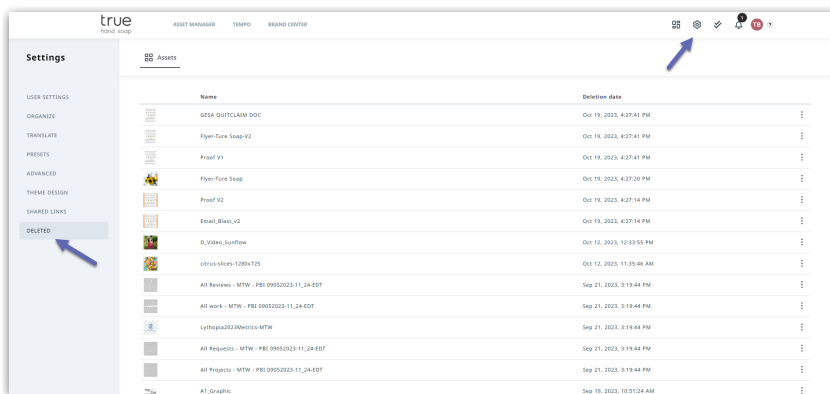 true
hand soap
ASSET MANAGER TEMPO BRAND CENTER
1
TB
?
Settings
Assets
USER SETTINGS
ORGANIZE
TRANSLATE
PRESETS
ADVANCED
THEME DESIGN
SHARED LINKS
DELETED
Name Deletion date
GESA QUITCLAIM DOC Oct 19, 2023, 4:27:41 PM
Flyer-Ture Soap-V2 Oct 19, 2023, 4:27:41 PM
Proof V1 Oct 19, 2023, 4:27:41 PM
Flyer-Ture Soap Oct 19, 2023, 4:27:20 PM
Proof V2 Oct 19, 2023, 4:27:14 PM
Email_Blast_v2 Oct 19, 2023, 4:27:14 PM
D_Video_Sunflow Oct 12, 2023, 12:33:55 PM
citrus-slices-1280x725 Oct 12, 2023, 11:35:46 AM
All Reviews - MTW - PBI 09052023-11_24-EDT Sep 21, 2023, 3:19:44 PM
All work - MTW - PBI 09052023-11_24-EDT Sep 21, 2023, 3:19:44 PM
Lythopia2023Metrics-MTW Sep 21, 2023, 3:19:44 PM
All Requests - MTW - PBI 09052023-11_24-EDT Sep 21, 2023, 3:19:44 PM
All Projects - MTW - PBI 09052023-11_24-EDT Sep 21, 2023, 3:19:44 PM
A1_Graphic Sep 19, 2023, 10:51:24 AM